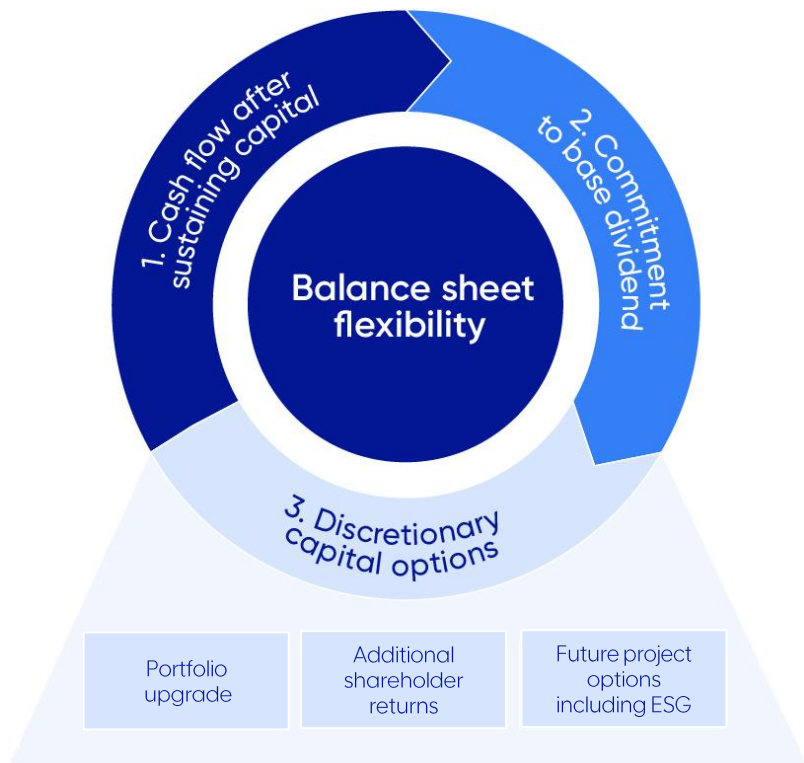 1. Cash flow after
sustaining capital
2. Commitment
to base dividend
Balance sheet
flexibility
3. Discretionary
capital options
Portfolio
upgrade
Additional
shareholder
returns
Future project
options
including ESG